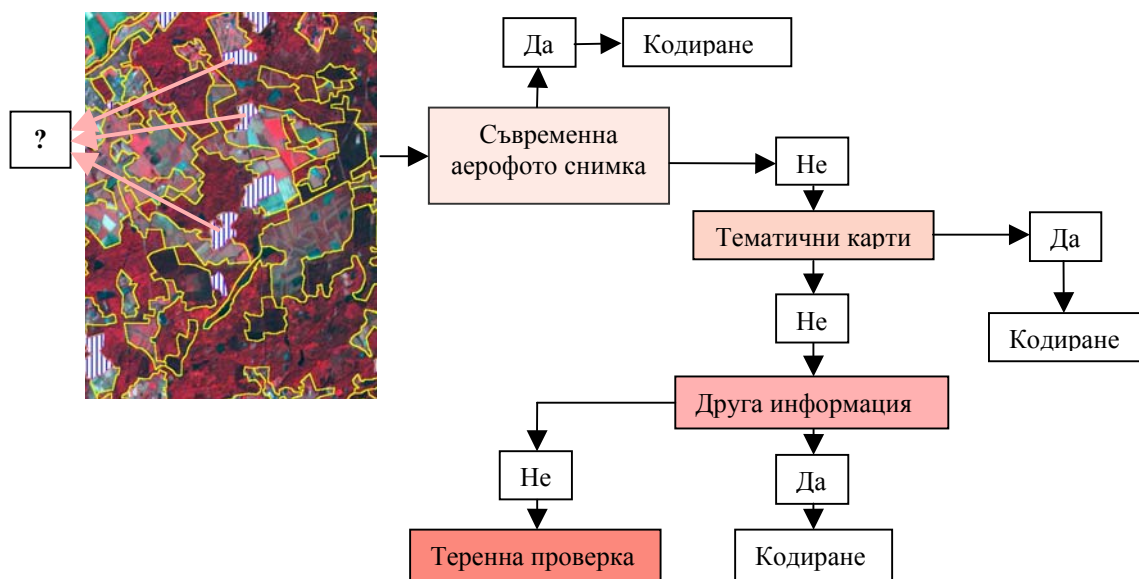 Да
Кодиране
?
Съвременна
аерофото снимка
Не
Тематични карти
Да
Не
Кодиране
Друга информация
Не
Да
Теренна проверка
Кодиране